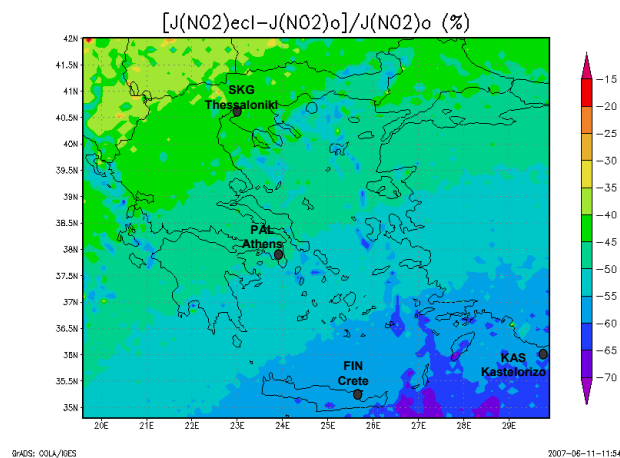 [J(NO2)ecl-J(NO2)o]/J(NO2)o (%)
42N
41.5N
41N
40.5N
40N
39.5N
39N
38.5N
38N
37.5N
37N
36.5N
36N
35.5N
35N
20E
21E
22E
23E
24E
25E
26E
27E
28E
29E
SKG
Thessaloniki
PAL
Athens
FIN
Crete
KAS
Kastelorizo
-15
-20
-25
-30
-35
-40
-45
-50
-55
-60
-65
-70
GrADS: COLA/IGES
2007-06-11-11:54